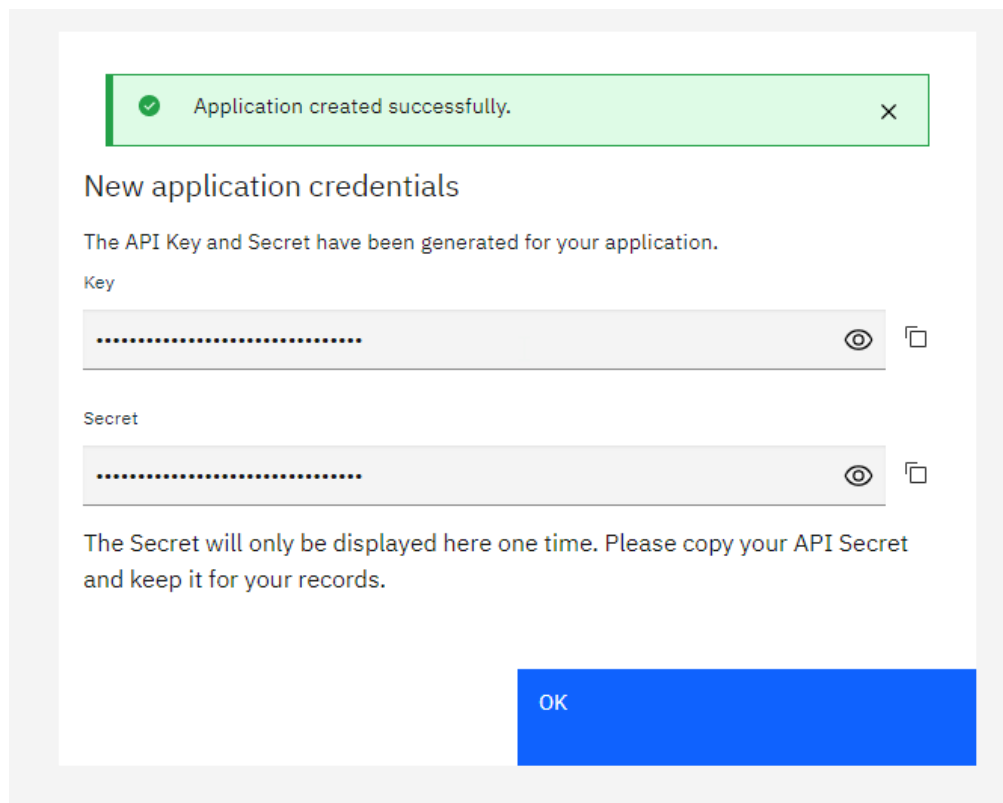 Application created successfully.
New application credentials
The API Key and Secret have been generated for your application.
Key
••••••••••••••••••••••••••••••••
Secret
••••••••••••••••••••••••••••••••
The Secret will only be displayed here one time. Please copy your API Secret
and keep it for your records.
OK